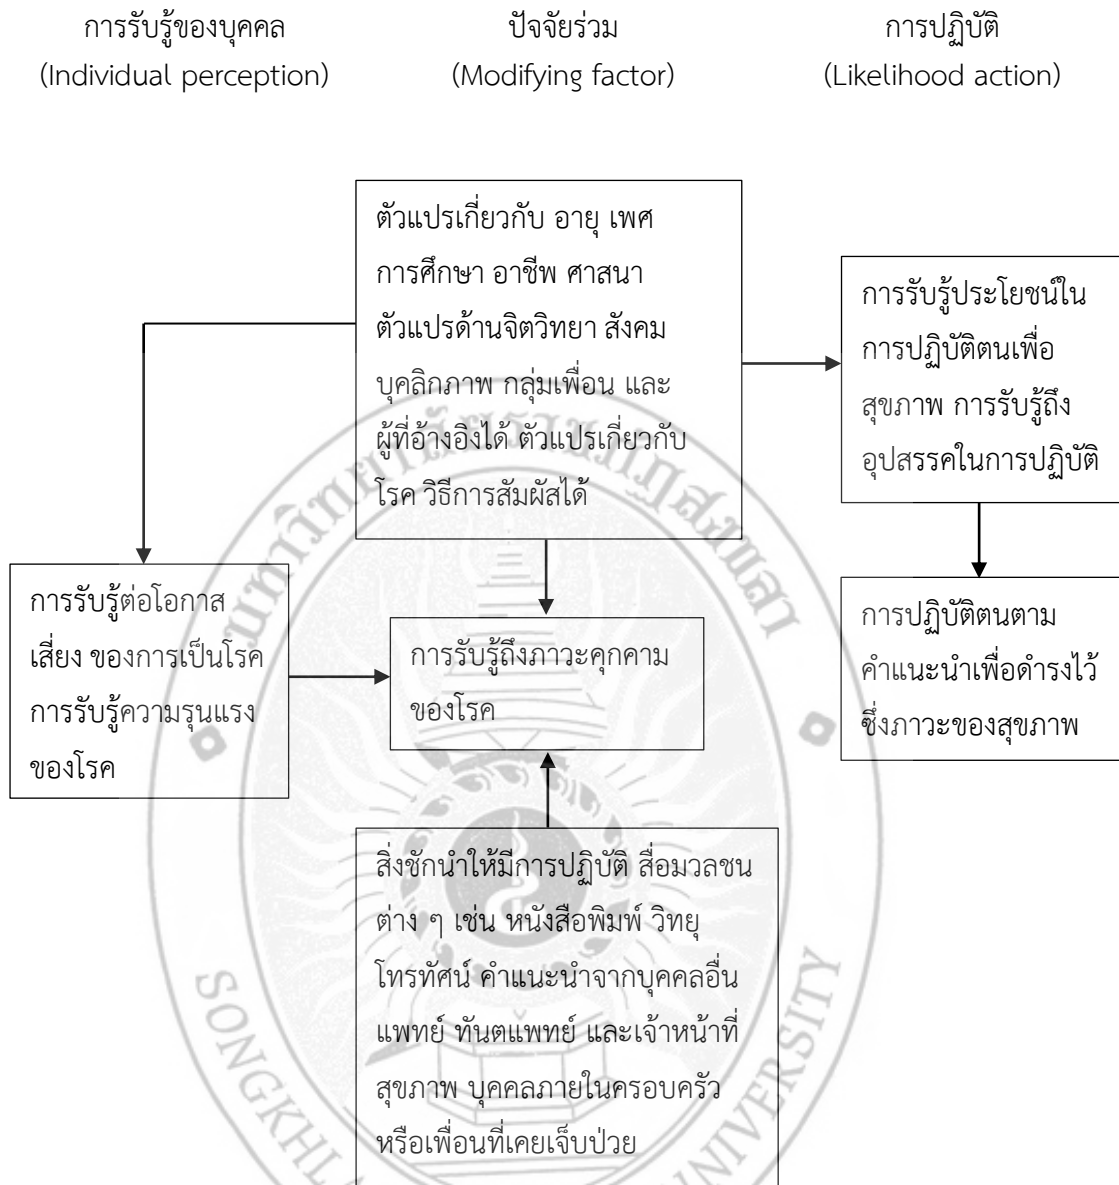 การรับรู้ของบุคคล
(Individual perception)
ปัจจัยร่วม
(Modifying factor)
การปฏิบัติ
(Likelihood action)
ตัวแปรเกี่ยวกับ อายุ เพศ
การศึกษา อาชีพ ศาสนา
ตัวแปรด้านจิตวิทยา สังคม
บุคลิกภาพ กลุ่มเพื่อน และ
ผู้ที่อ้างอิงได้ ตัวแปรเกี่ยวกับ
โรค วิธีการสัมผัสได้
การรับรู้ประโยชน์ใน
การปฏิบัติตนเพื่อ
สุขภาพ การรับรู้ถึง
อุปสรรคในการปฏิบัติ
การรับรู้ต่อโอกาส
เสี่ยง ของการเป็นโรค
การรับรู้ความรุนแรง
ของโรค
การรับรู้ถึงภาวะคุกคาม
ของโรค
การปฏิบัติตนตาม
คำแนะนำเพื่อดำรงไว้
ซึ่งภาวะของสุขภาพ
สิ่งชักนำให้มีการปฏิบัติ สื่อมวลชน
ต่าง ๆ เช่น หนังสือพิมพ์ วิทยุ
โทรทัศน์ คำแนะนำจากบุคคลอื่น
แพทย์ ทันตแพทย์ และเจ้าหน้าที่
สุขภาพ บุคคลภายในครอบครัว
หรือเพื่อนที่เคยเจ็บป่วย
มหาวิทยาลัยราชภัฏสงขลา
UNIVERSITY